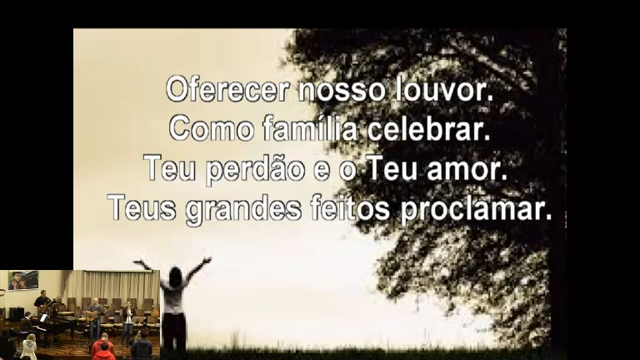 Oferecer nosso louvor.
Como família celebrar.
Teu perdão e o Teu amor.
Teus grandes feitos proclamar.